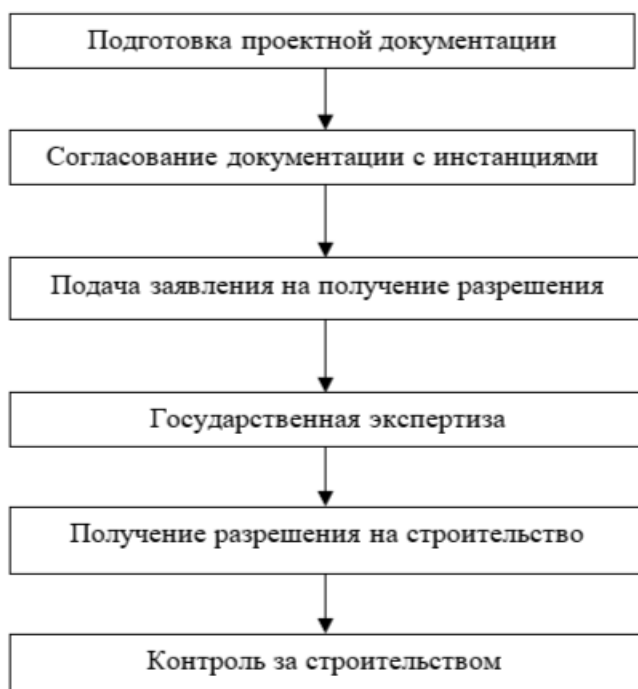 Подготовка проектной документации
Согласование документации с инстанциями
Подача заявления на получение разрешения
Государственная экспертиза
Получение разрешения на строительство
Контроль за строительством